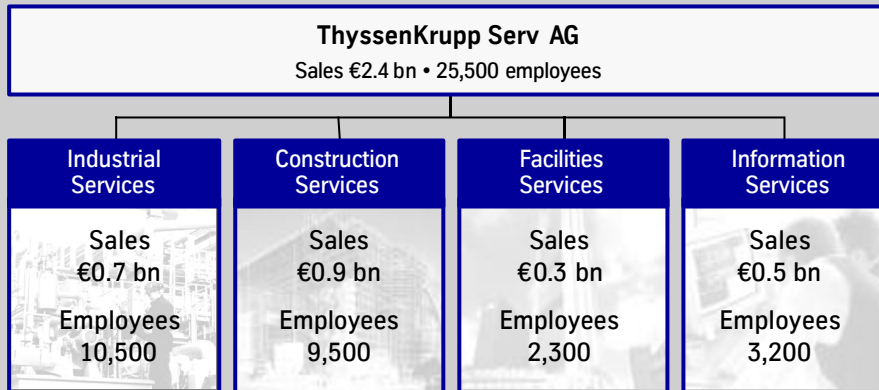 ThyssenKrupp Serv AG
Sales €2.4 bn • 25,500 employees
Industrial
Services
Sales
€0.7 bn
Employees
10,500
Construction
Services
Sales
€0.9 bn
Employees
9,500
Facilities
Services
Sales
€0.3 bn
Employees
2,300
Information
Services
Sales
€0.5 bn
Employees
3,200